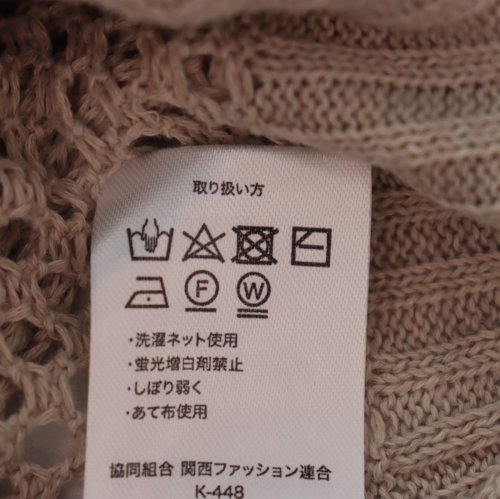 取り扱い方
F W
・洗濯ネット使用
・蛍光増白剤禁止
・しぼり弱く
・あて布使用
協同組合 関西ファッション連合
K-448